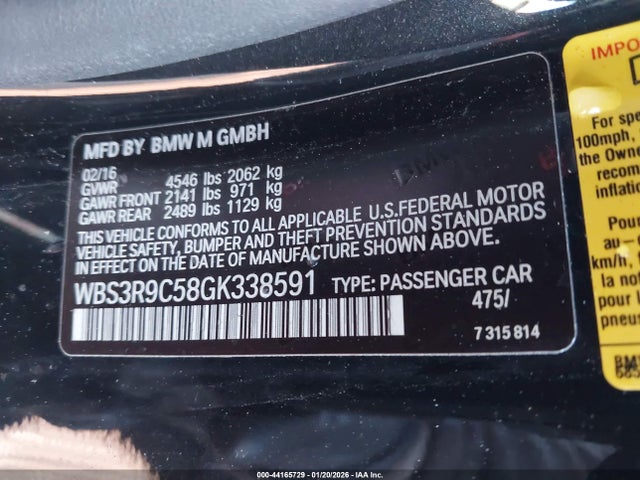 MFD BY BMW M GMBH
02/16
GVWR 4546 lbs 2062 kg
GAWR FRONT 2141 lbs 971 kg
GAWR REAR 2489 lbs 1129 kg
THIS VEHICLE CONFORMS TO ALL APPLICABLE U.S.FEDERAL MOTOR
VEHICLE SAFETY, BUMPER AND THEFT PREVENTION STANDARDS
IN EFFECT ON THE DATE OF MANUFACTURE SHOWN ABOVE.
WBS3R9C58GK338591 TYPE: PASSENGER CAR
475/
7 315 814
For spe
100mph,
the Owne
recom
inflatio
Pour
au
km/h,
la no
pour l
000-44165729 - 01/20/2026 - IAA Inc.